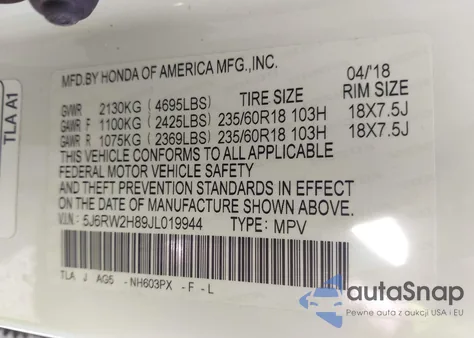 MFD.BY HONDA OF AMERICA MFG.,INC. 04/'18
TIRE SIZE RIM SIZE
GVWR 2130KG (4695LBS)
GAWR F 1100KG (2425LBS) 235/60R18 103H 18X7.5J
GAWR R 1075KG (2369LBS) 235/60R18 103H 18X7.5J
THIS VEHICLE CONFORMS TO ALL APPLICABLE
FEDERAL MOTOR VEHICLE SAFETY
AND THEFT PREVENTION STANDARDS IN EFFECT
ON THE DATE OF MANUFACTURE SHOWN ABOVE.
V.I.N: 5J6RW2H89JL019944 TYPE: MPV
TLA J AG5 -NH603PX -F -L
TLA A1
autoSnap
Pewne auta z aukcji USA i EU